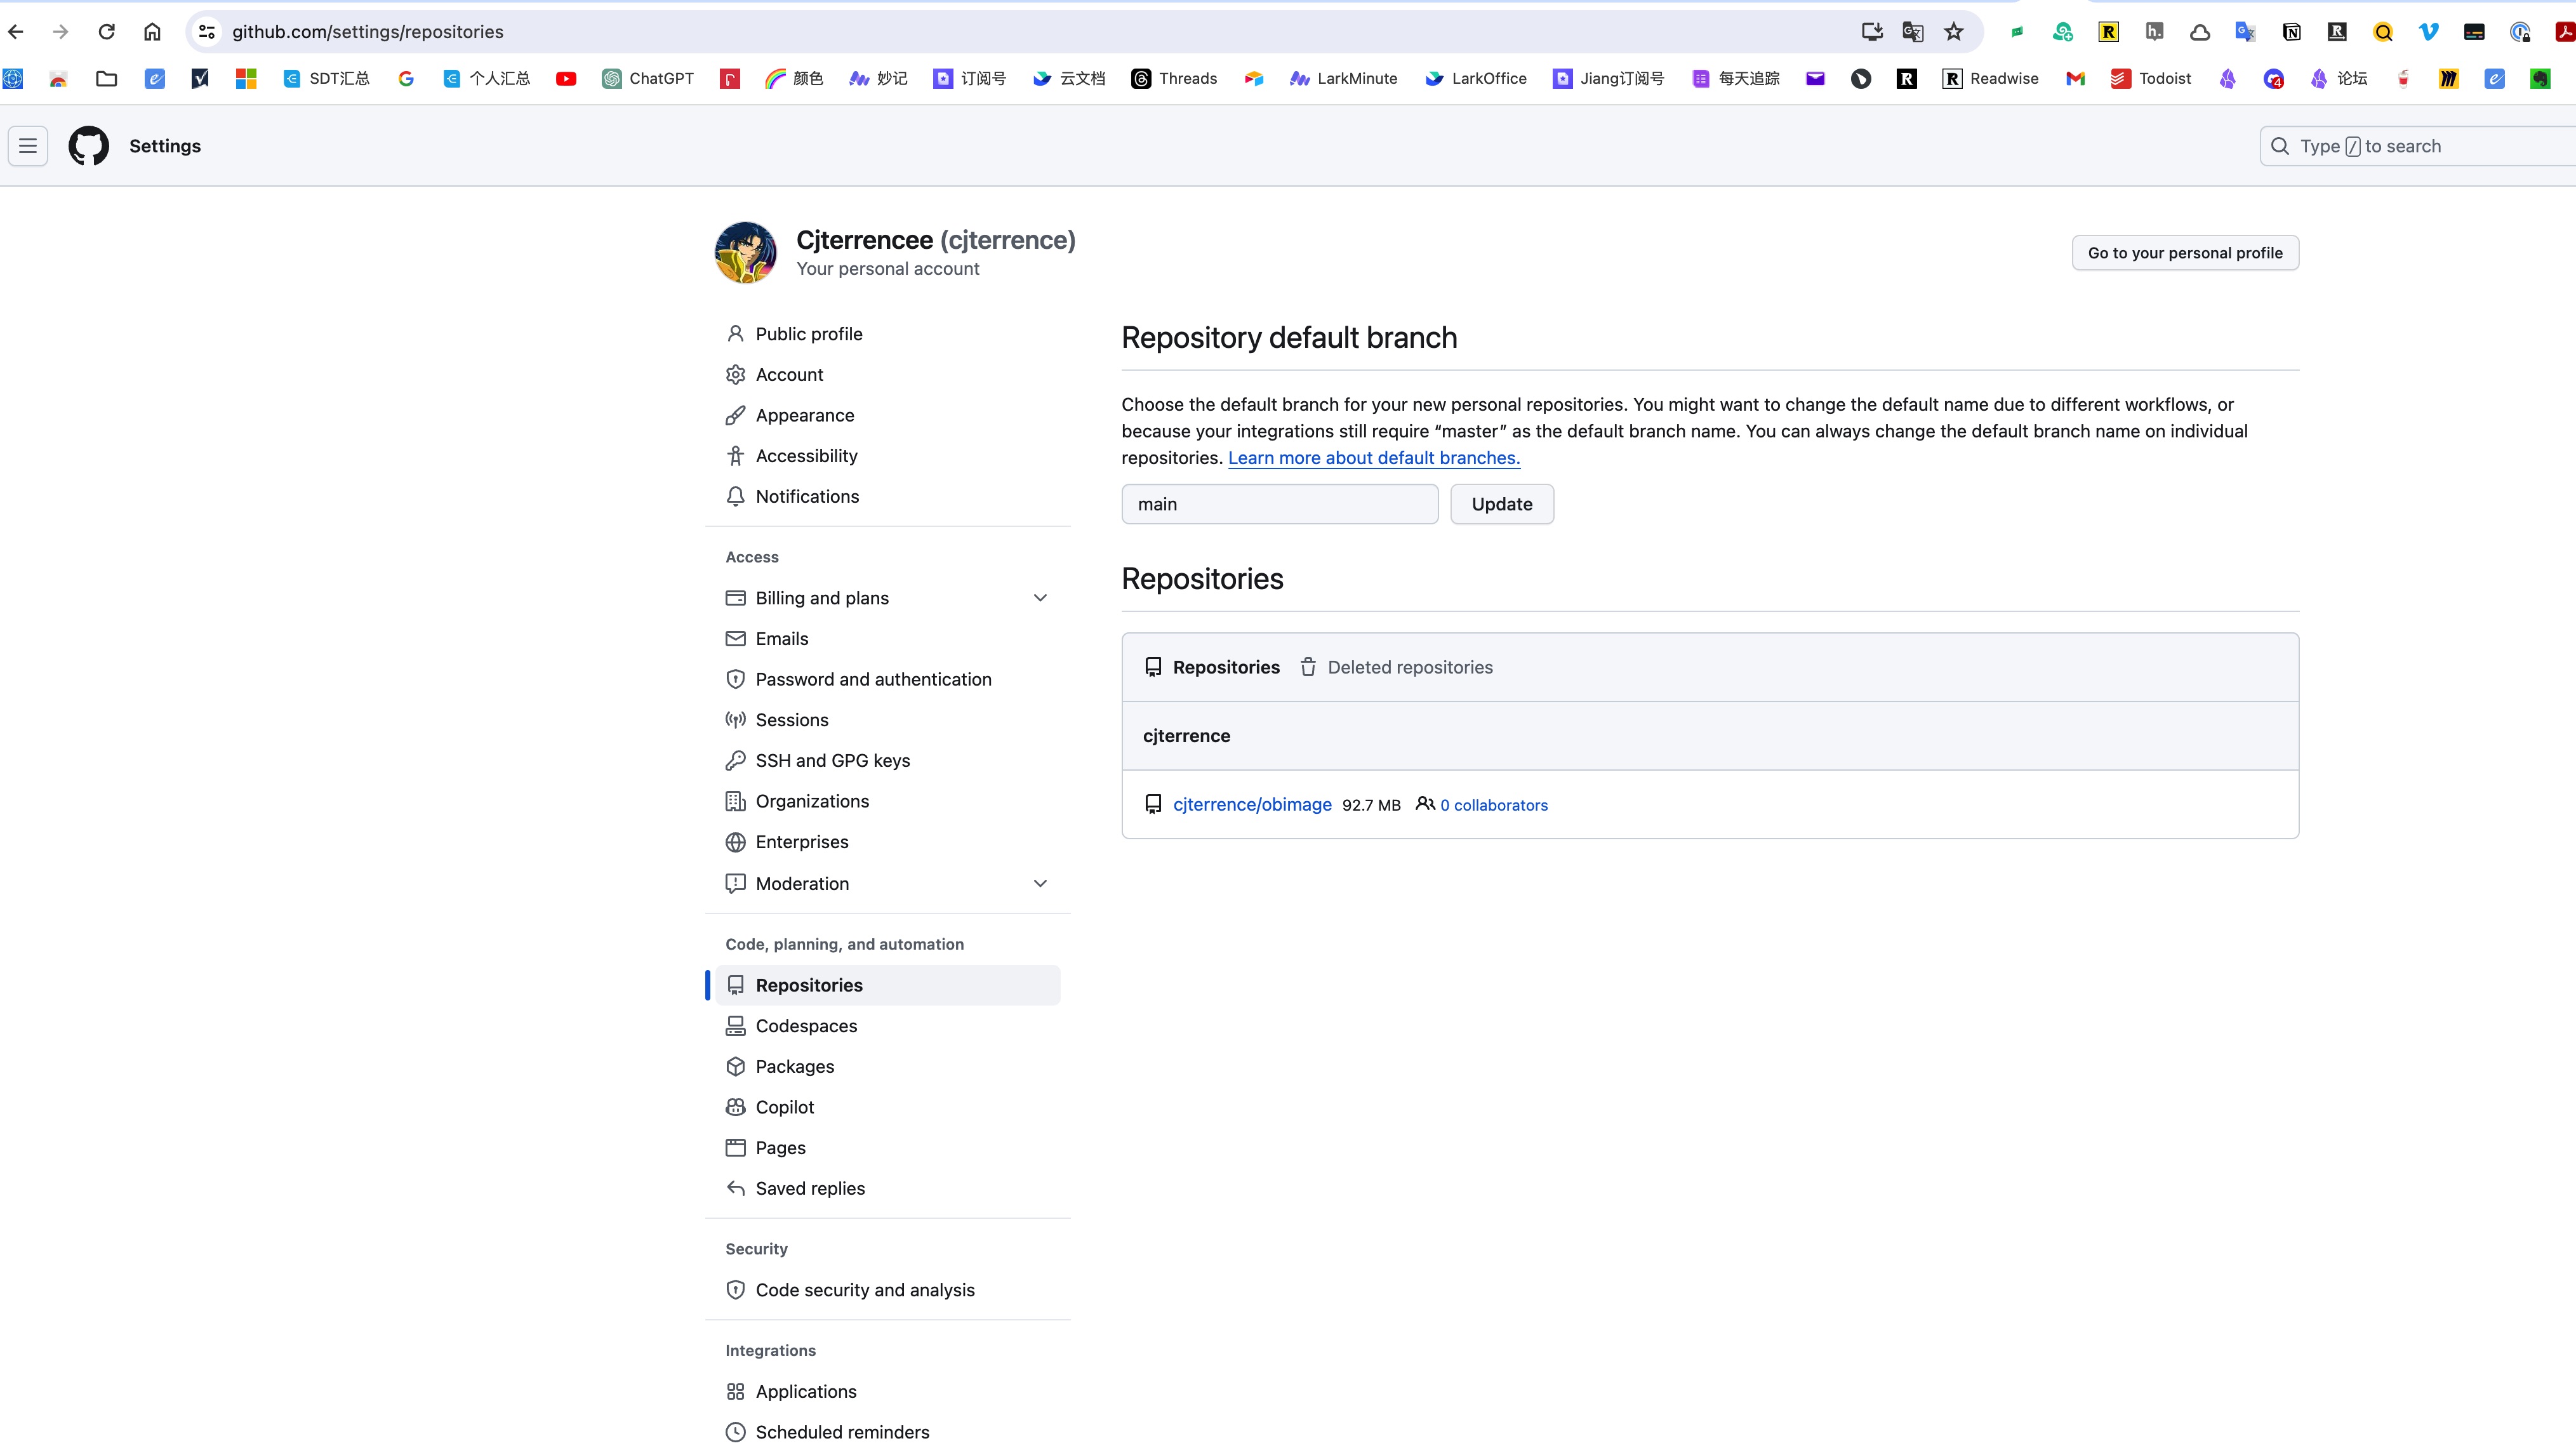 github.com/settings/repositories
SDT汇总
个人汇总
ChatGPT
颜色
妙记
订阅号
云文档
Threads
LarkMinute
LarkOffice
Jiang订阅号
每天追踪
Readwise
Todoist
论坛
Settings
Type / to search
Cjterrencee (cjterrence)
Your personal account
Go to your personal profile
Public profile
Account
Appearance
Accessibility
Notifications
Access
Billing and plans
Emails
Password and authentication
Sessions
SSH and GPG keys
Organizations
Enterprises
Moderation
Code, planning, and automation
Repositories
Codespaces
Packages
Copilot
Pages
Saved replies
Security
Code security and analysis
Integrations
Applications
Scheduled reminders
Repository default branch
Choose the default branch for your new personal repositories. You might want to change the default name due to different workflows, or
because your integrations still require “master” as the default branch name. You can always change the default branch name on individual
repositories. Learn more about default branches.
main
Update
Repositories
Repositories
Deleted repositories
cjterrence
cjterrence/obimage 92.7 MB 0 collaborators